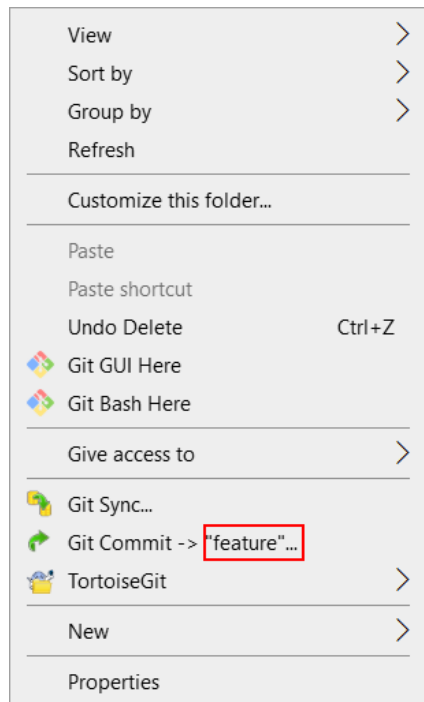 View
Sort by
Group by
Refresh
Customize this folder...
Paste
Paste shortcut
Undo Delete Ctrl+Z
Git GUI Here
Git Bash Here
Give access to
Git Sync...
Git Commit -> "feature"...
TortoiseGit
New
Properties